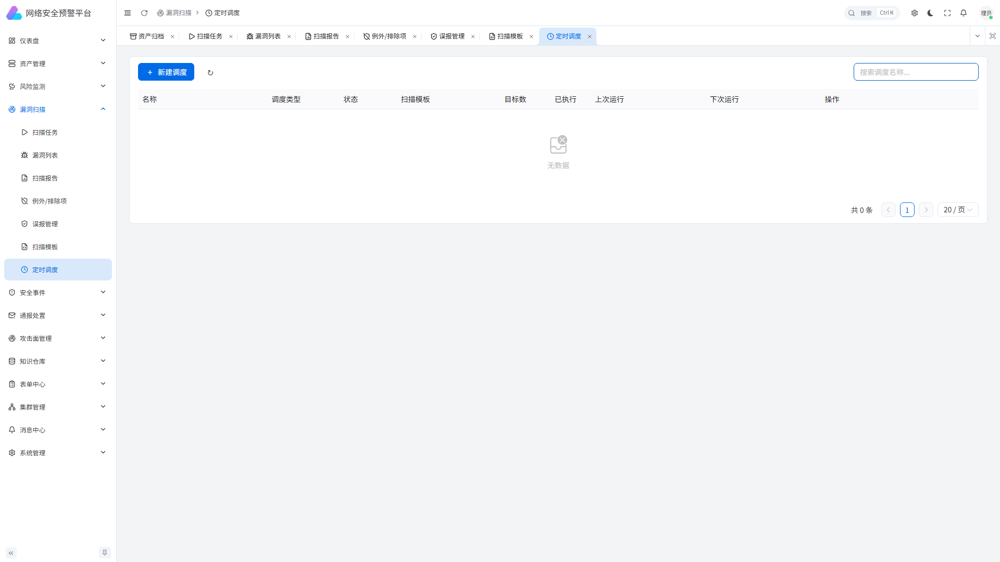 网络安全预警平台
漏洞扫描 定时调度
搜索 Ctrl K
理员
资产归档 扫描任务 漏洞列表 扫描报告 例外/排除项 误报管理 扫描模板 定时调度
仪表盘
资产管理
风险监测
漏洞扫描
扫描任务
漏洞列表
扫描报告
例外/排除项
误报管理
扫描模板
定时调度
安全事件
通报处置
攻击面管理
知识仓库
表单中心
集群管理
消息中心
系统管理
新建调度
搜索调度名称...
名称 调度类型 状态 扫描模板 目标数 已执行 上次运行 下次运行 操作
无数据
共 0 条 1 20 / 页